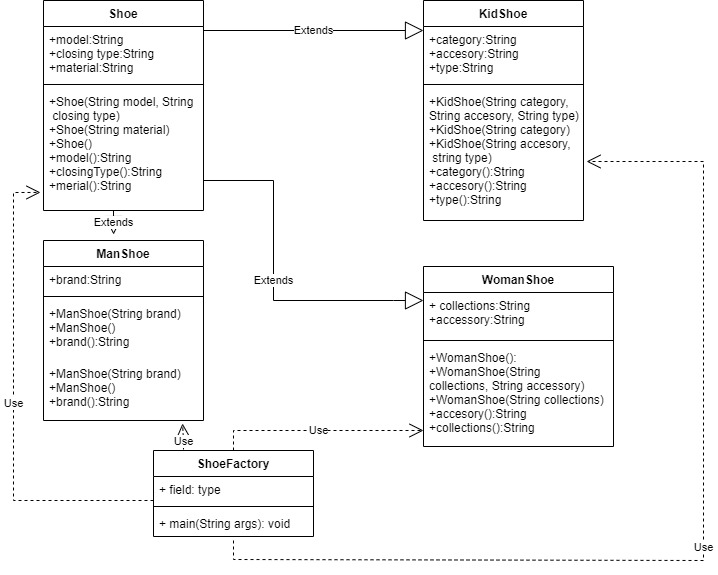 Shoe
+model:String
+closing type:String
+material:String
+Shoe(String model, String
closing type)
+Shoe(String material)
+Shoe()
+model():String
+closingType():String
+merial():String
Extends
KidShoe
+category:String
+accesory:String
+type:String
+KidShoe(String category,
String accesory, String type)
+KidShoe(String category)
+KidShoe(String accesory,
string type)
+category():String
+accesory():String
+type():String
Extends
ManShoe
+brand:String
+ManShoe(String brand)
+ManShoe()
+brand():String
+ManShoe(String brand)
+ManShoe()
+brand():String
Extends
WomanShoe
+ collections:String
+accessory:String
+WomanShoe():
+WomanShoe(String
collections, String accessory)
+WomanShoe(String collections)
+accesory():String
+collections():String
Use
Use
Use
ShoeFactory
+ field: type
+ main(String args): void
Use